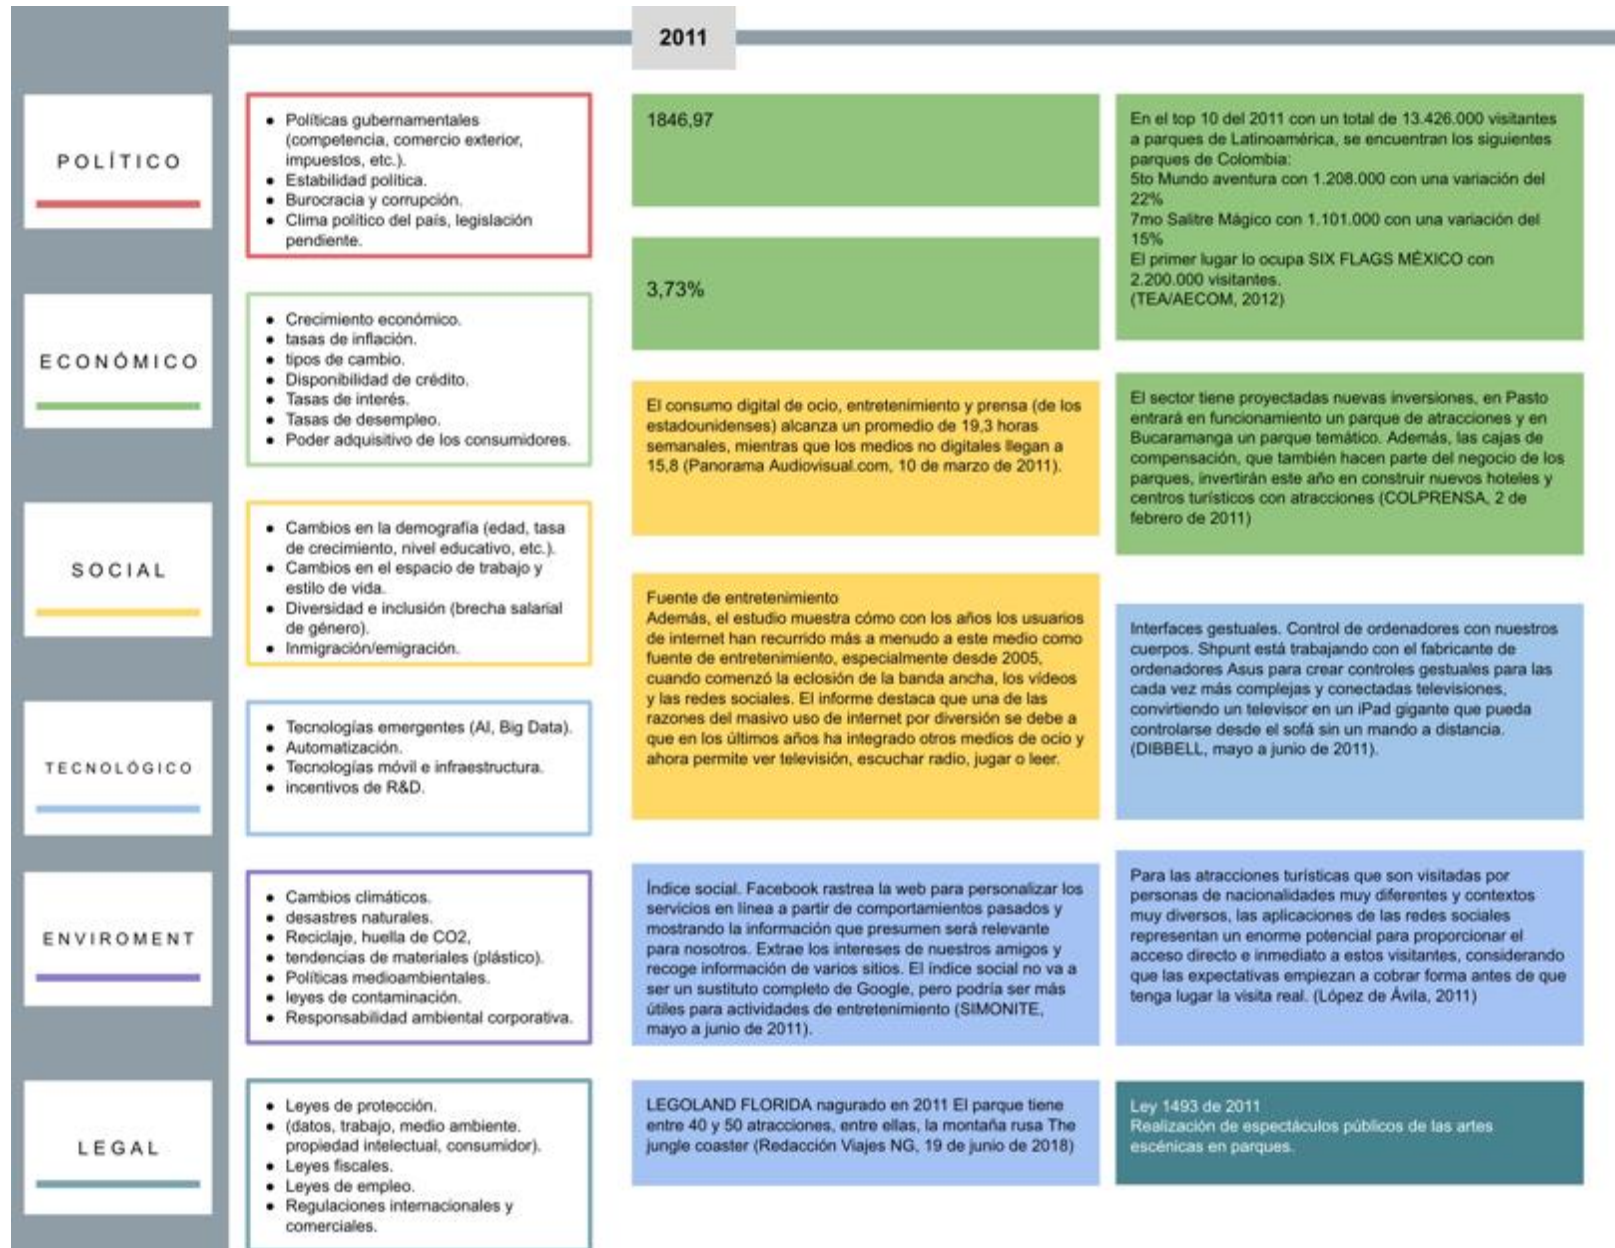 2011
POLÍTICO
• Políticas gubernamentales
(competencia, comercio exterior,
impuestos, etc.).
• Estabilidad política.
• Burocracia y corrupción.
• Clima político del país, legislación
pendiente.
ECONÓMICO
• Crecimiento económico.
• tasas de inflación.
• tipos de cambio.
• Disponibilidad de crédito.
• Tasas de interés.
• Tasas de desempleo.
• Poder adquisitivo de los consumidores.
SOCIAL
• Cambios en la demografía (edad, tasa
de crecimiento, nivel educativo, etc.).
• Cambios en el espacio de trabajo y
estilo de vida.
• Diversidad e inclusión (brecha salarial
de género).
• Inmigración/emigración.
TECNOLÓGICO
• Tecnologías emergentes (AI, Big Data).
• Automatización.
• Tecnologías móvil e infraestructura.
• incentivos de R&D.
ENVIROMENT
• Cambios climáticos.
• desastres naturales.
• Reciclaje, huella de CO2,
• tendencias de materiales (plástico).
• Políticas medioambientales.
• leyes de contaminación.
• Responsabilidad ambiental corporativa.
LEGAL
• Leyes de protección.
• (datos, trabajo, medio ambiente.
propiedad intelectual, consumidor).
• Leyes fiscales.
• Leyes de empleo.
• Regulaciones internacionales y
comerciales.
1846,97
3,73%
El consumo digital de ocio, entretenimiento y prensa (de los
estadounidenses) alcanza un promedio de 19,3 horas
semanales, mientras que los medios no digitales llegan a
15,8 (Panorama Audiovisual.com, 10 de marzo de 2011).
Fuente de entretenimiento
Además, el estudio muestra cómo con los años los usuarios
de internet han recurrido más a menudo a este medio como
fuente de entretenimiento, especialmente desde 2005,
cuando comenzó la eclosión de la banda ancha, los vídeos
y las redes sociales. El informe destaca que una de las
razones del masivo uso de internet por diversión se debe a
que en los últimos años ha integrado otros medios de ocio y
ahora permite ver televisión, escuchar radio, jugar o leer.
Índice social. Facebook rastrea la web para personalizar los
servicios en línea a partir de comportamientos pasados y
mostrando la información que presumen será relevante
para nosotros. Extrae los intereses de nuestros amigos y
recoge información de varios sitios. El índice social no va a
ser un sustituto completo de Google, pero podría ser más
útiles para actividades de entretenimiento (SIMONITE,
mayo a junio de 2011).
LEGOLAND FLORIDA nagurado en 2011 El parque tiene
entre 40 y 50 atracciones, entre ellas, la montaña rusa The
jungle coaster (Redacción Viajes NG, 19 de junio de 2018)
En el top 10 del 2011 con un total de 13.426.000 visitantes
a parques de Latinoamérica, se encuentran los siguientes
parques de Colombia:
5to Mundo aventura con 1.208.000 con una variación del
22%
7mo Salitre Mágico con 1.101.000 con una variación del
15%
El primer lugar lo ocupa SIX FLAGS MÉXICO con
2.200.000 visitantes.
(TEA/AECOM, 2012)
El sector tiene proyectadas nuevas inversiones, en Pasto
entrará en funcionamiento un parque de atracciones y en
Bucaramanga un parque temático. Además, las cajas de
compensación, que también hacen parte del negocio de los
parques, invertirán este año en construir nuevos hoteles y
centros turísticos con atracciones (COLPRENSA, 2 de
febrero de 2011)
Interfaces gestuales. Control de ordenadores con nuestros
cuerpos. Shpunt está trabajando con el fabricante de
ordenadores Asus para crear controles gestuales para las
cada vez más complejas y conectadas televisiones,
convirtiendo un televisor en un iPad gigante que pueda
controlarse desde el sofá sin un mando a distancia.
(DIBBELL, mayo a junio de 2011).
Para las atracciones turísticas que son visitadas por
personas de nacionalidades muy diferentes y contextos
muy diversos, las aplicaciones de las redes sociales
representan un enorme potencial para proporcionar el
acceso directo e inmediato a estos visitantes, considerando
que las expectativas empiezan a cobrar forma antes de que
tenga lugar la visita real. (López de Ávila, 2011)
Ley 1493 de 2011
Realización de espectáculos públicos de las artes
escénicas en parques.